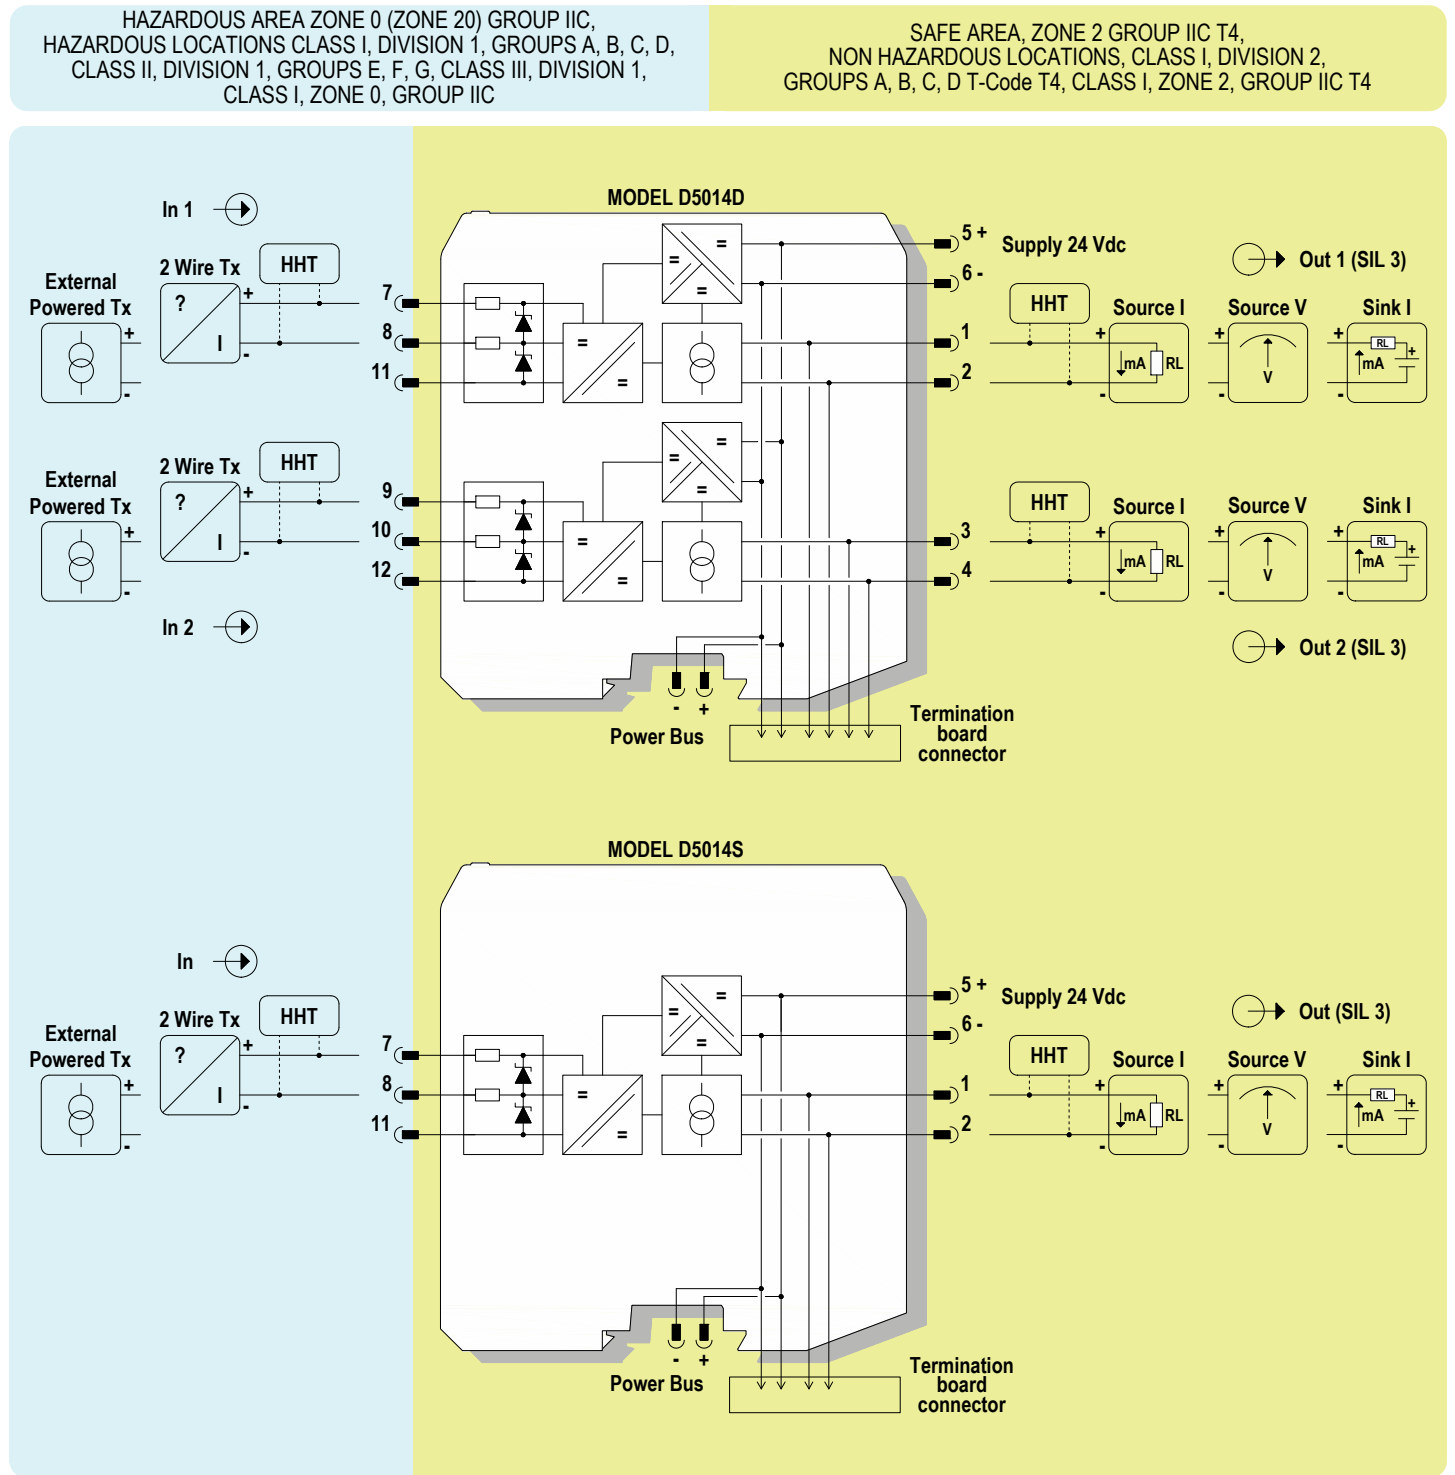 HAZARDOUS AREA ZONE 0 (ZONE 20) GROUP IIC,
HAZARDOUS LOCATIONS CLASS I, DIVISION 1, GROUPS A, B, C, D,
CLASS II, DIVISION 1, GROUPS E, F, G, CLASS III, DIVISION 1,
CLASS I, ZONE 0, GROUP IIC
SAFE AREA, ZONE 2 GROUP IIC T4,
NON HAZARDOUS LOCATIONS, CLASS I, DIVISION 2,
GROUPS A, B, C, D T-Code T4, CLASS I, ZONE 2, GROUP IIC T4
MODEL D5014D
In 1
External
Powered Tx
+
-
2 Wire Tx
?
I
+
-
HHT
7
8
11
=
=
=
=
=
5 +
6 -
Supply 24 Vdc
1
2
Out 1 (SIL 3)
HHT
Source I
+
mA
RL
-
Source V
+
V
-
Sink I
+
RL
mA
+
-
External
Powered Tx
+
-
2 Wire Tx
?
I
+
-
HHT
9
10
12
=
=
=
=
=
3
4
HHT
Source I
+
mA
RL
-
Source V
+
V
-
Sink I
+
RL
mA
+
-
In 2
Out 2 (SIL 3)
- +
Power Bus
Termination
board
connector
MODEL D5014S
In
External
Powered Tx
+
-
2 Wire Tx
?
I
+
-
HHT
7
8
11
=
=
=
=
=
5 +
6 -
Supply 24 Vdc
1
2
Out (SIL 3)
HHT
Source I
+
mA
RL
-
Source V
+
V
-
Sink I
+
RL
mA
+
-
- +
Power Bus
Termination
board
connector